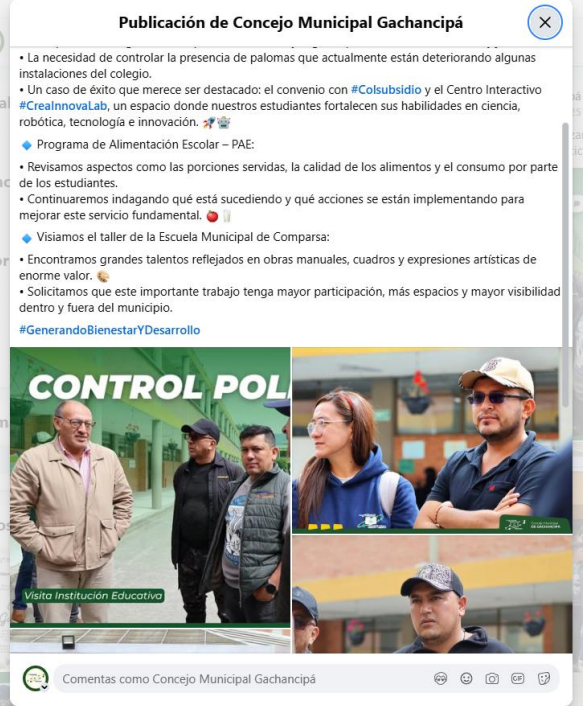 Publicación de Concejo Municipal Gachancipá
• La necesidad de controlar la presencia de palomas que actualmente están deteriorando algunas
instalaciones del colegio.
• Un caso de éxito que merece ser destacado: el convenio con #Colsubsidio y el Centro Interactivo
#CreaInnovaLab, un espacio donde nuestros estudiantes fortalecen sus habilidades en ciencia,
robótica, tecnología e innovación. 🚀🤖
🔹 Programa de Alimentación Escolar – PAE:
• Revisamos aspectos como las porciones servidas, la calidad de los alimentos y el consumo por parte
de los estudiantes.
• Continuaremos indagando qué está sucediendo y qué acciones se están implementando para
mejorar este servicio fundamental. 🍎🥛
🔹 Visiamos el taller de la Escuela Municipal de Comparsa:
• Encontramos grandes talentos reflejados en obras manuales, cuadros y expresiones artísticas de
enorme valor. 🎨
• Solicitamos que este importante trabajo tenga mayor participación, más espacios y mayor visibilidad
dentro y fuera del municipio.
#GenerandoBienestarYDesarrollo
CONTROL POLÍ
Visita Institución Educativa
Comentas como Concejo Municipal Gachancipá
GIF